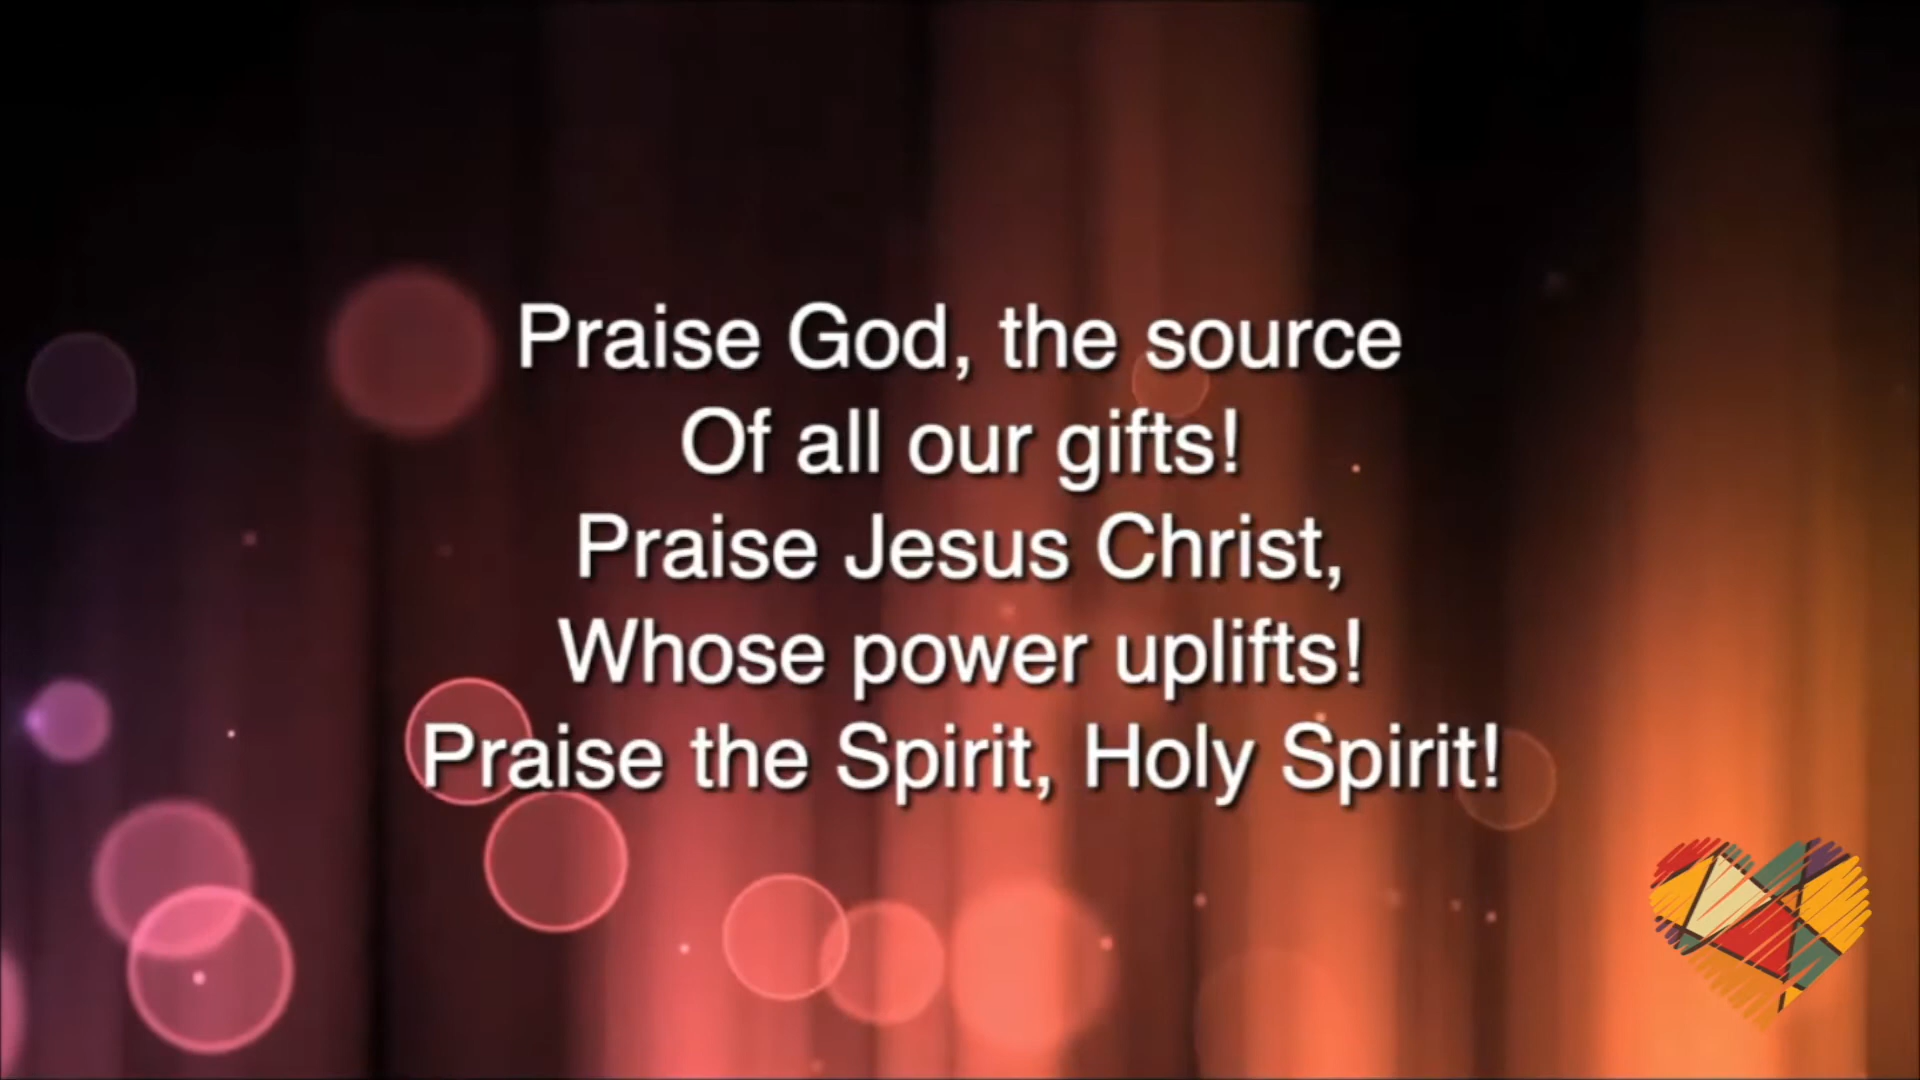 Praise God, the source
Of all our gifts!
Praise Jesus Christ,
Whose power uplifts!
Praise the Spirit, Holy Spirit!